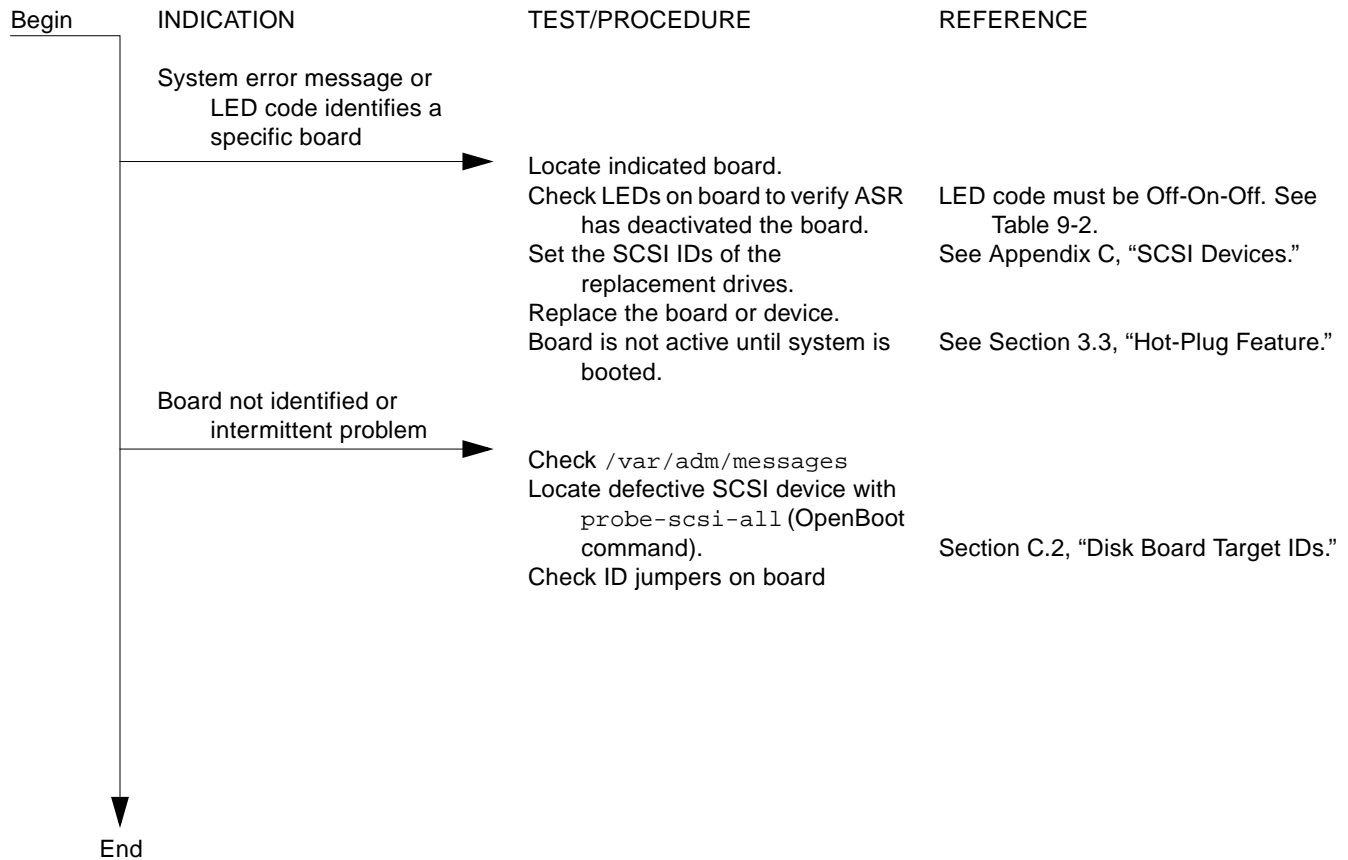 Begin INDICATION TEST/PROCEDURE REFERENCE
System error message or
LED code identifies a
specific board
Locate indicated board.
Check LEDs on board to verify ASR
has deactivated the board.
LED code must be Off-On-Off. See
Table 9-2.
Set the SCSI IDs of the
replacement drives.
See Appendix C, “SCSI Devices.”
Replace the board or device.
Board is not active until system is
booted.
See Section 3.3, “Hot-Plug Feature.”
Board not identified or
intermittent problem
Check /var/adm/messages
Locate defective SCSI device with
probe-scsi-all (OpenBoot
command).
Section C.2, “Disk Board Target IDs.”
Check ID jumpers on board
End